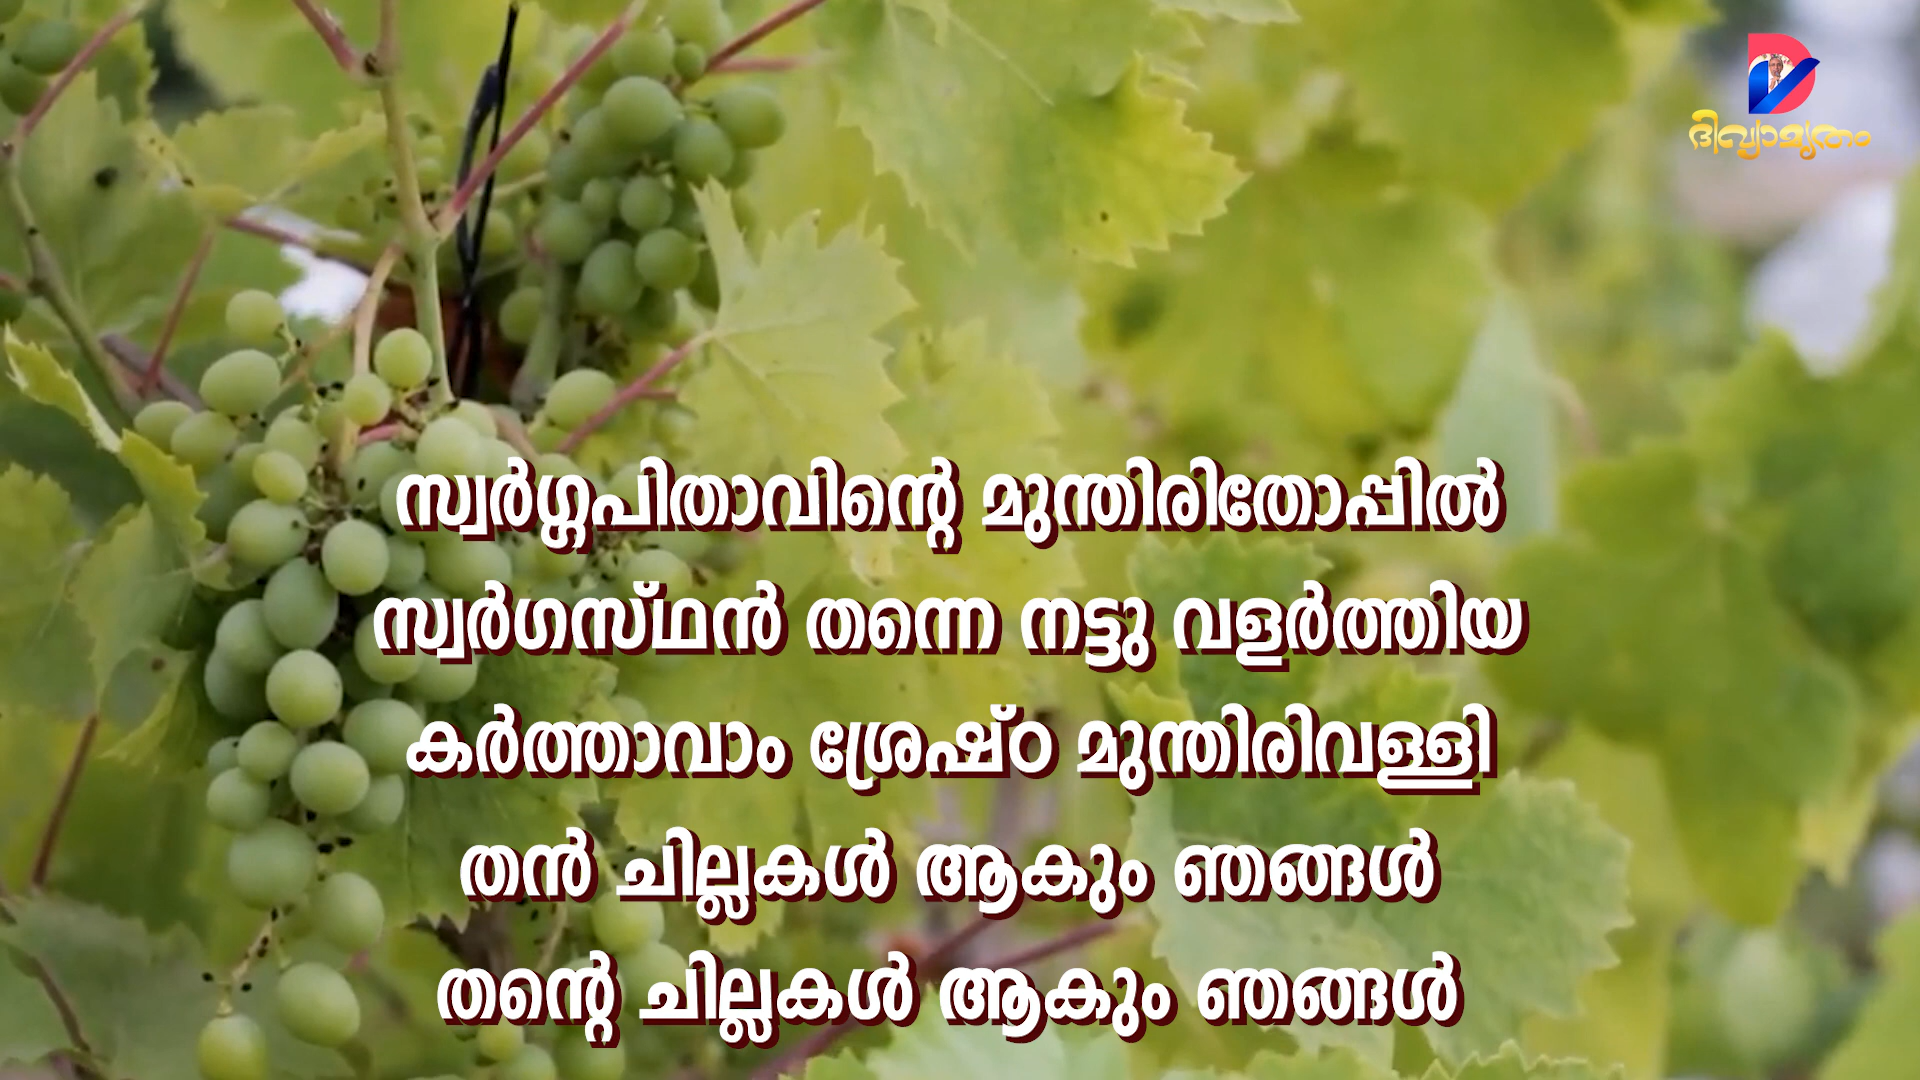 ദിവ്യാമൃതം
സ്വർഗ്ഗപിതാവിന്റെ മുന്തിരിതോപ്പിൽ
സ്വർഗസ്ഥൻ തന്നെ നട്ടു വളർത്തിയ
കർത്താവാം ശ്രേഷ്ഠ മുന്തിരിവള്ളി
തൻ ചില്ലകൾ ആകും ഞങ്ങൾ
തന്റെ ചില്ലകൾ ആകും ഞങ്ങൾ